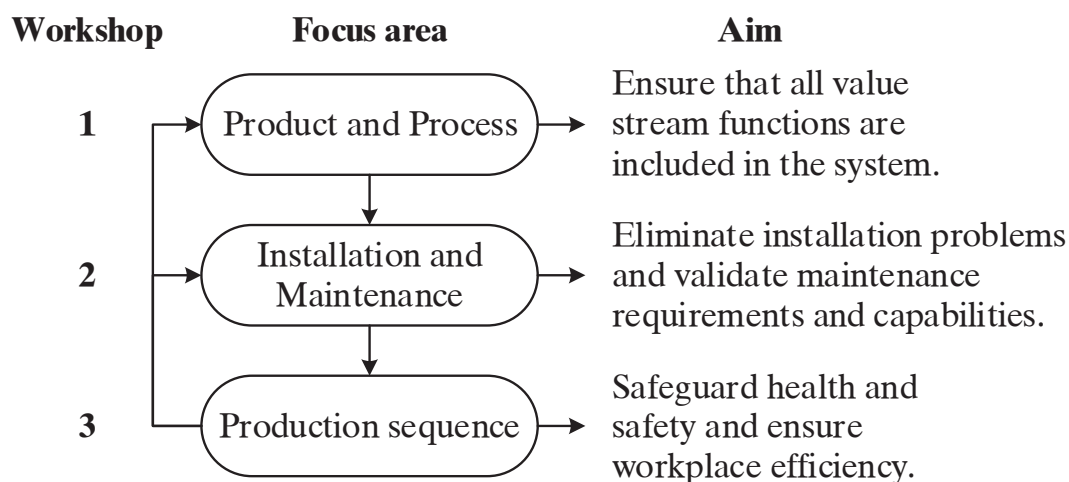 Workshop Focus area Aim
1 Product and Process Ensure that all value
stream functions are
included in the system.
2 Installation and
Maintenance Eliminate installation problems
and validate maintenance
requirements and capabilities.
3 Production sequence Safeguard health and
safety and ensure
workplace efficiency.